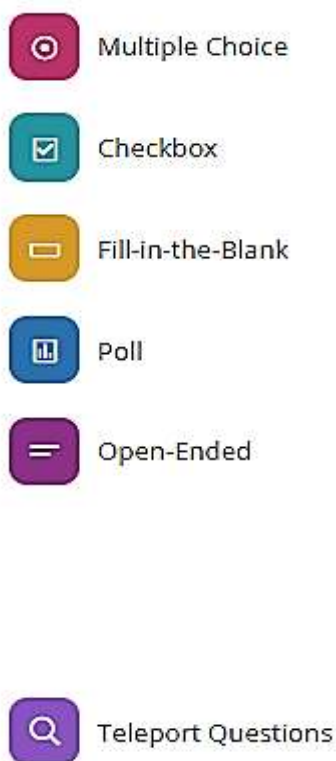 Multiple Choice
Checkbox
Fill-in-the-Blank
Poll
Open-Ended
Teleport Questions